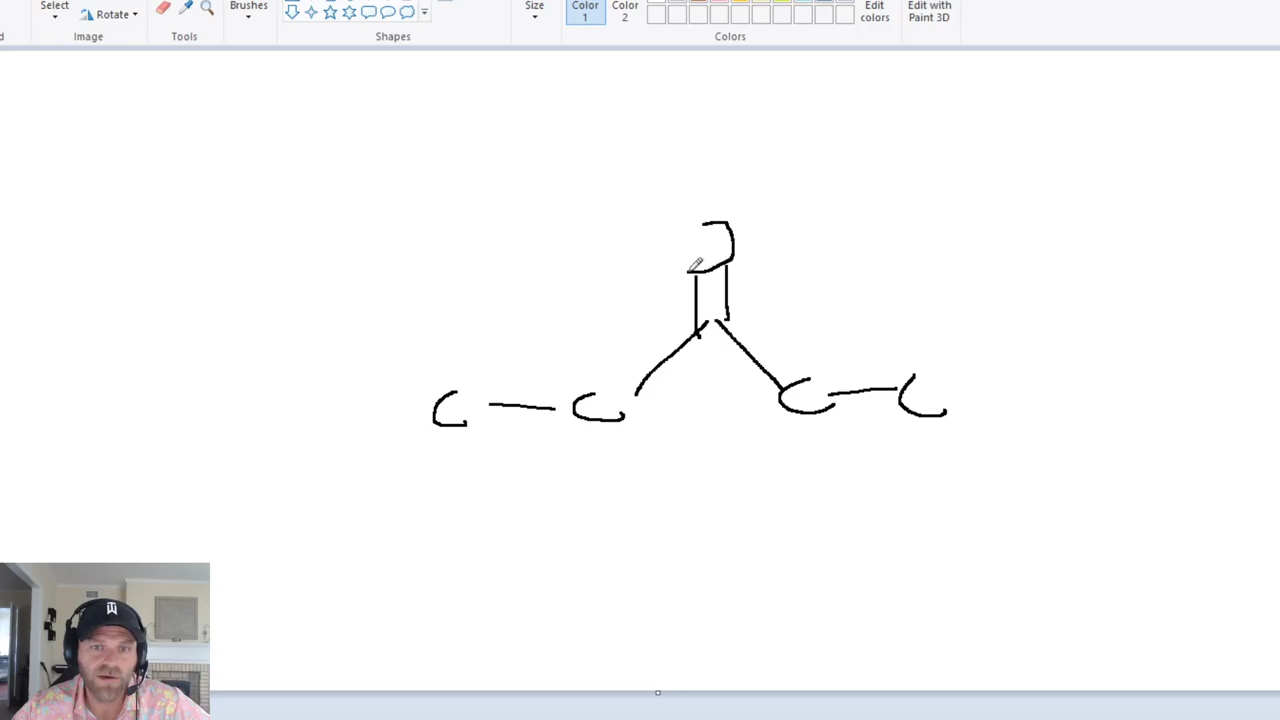 Select
Brushes
Size
Color
1
Color
2
Edit
colors
Edit with
Paint 3D
Rotate
Image
Tools
Shapes
Colors
C — C C — C